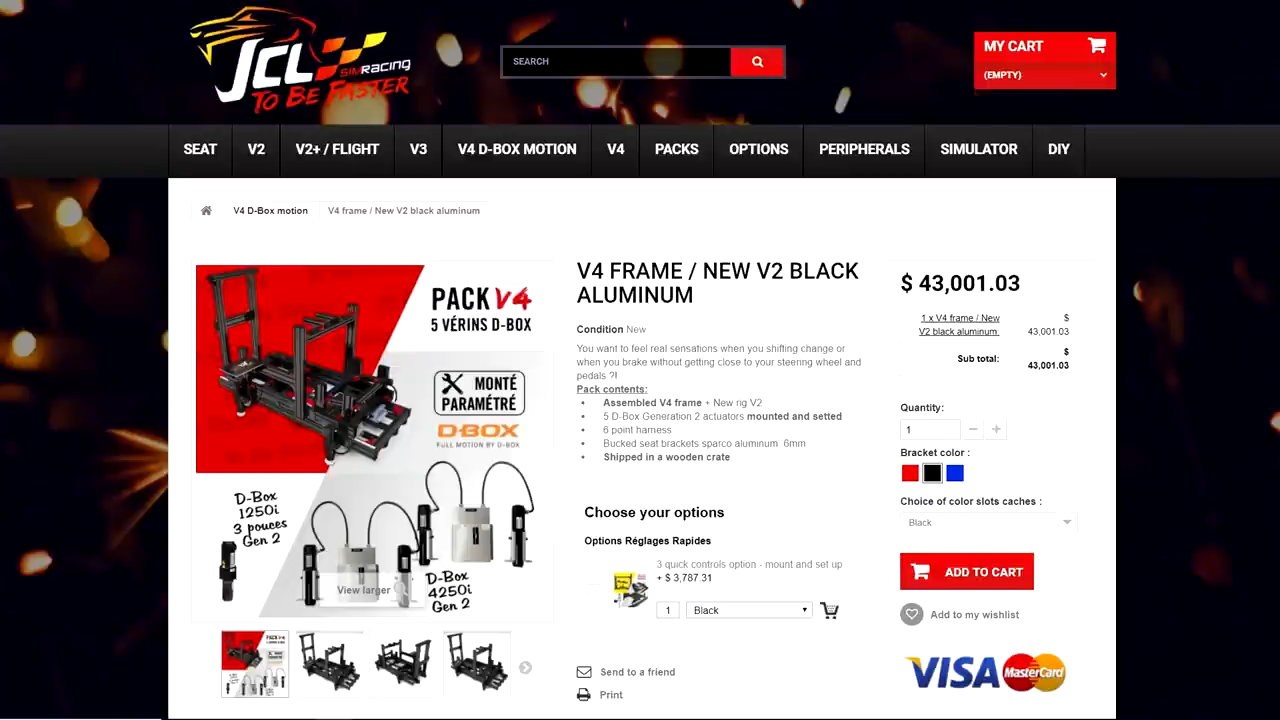 JCL
SIMRACING
TO BE FASTER
SEARCH
MY CART
(EMPTY)
SEAT
V2
V2+ / FLIGHT
V3
V4 D-BOX MOTION
V4
PACKS
OPTIONS
PERIPHERALS
SIMULATOR
DIY
V4 D-Box motion
V4 frame / New V2 black aluminum
PACK V4
5 VÉRINS D-BOX
MONTÉ
PARAMÉTRÉ
D-BOX
FULL MOTION BY D-BOX
D-Box
1250i
3 pouces
Gen 2
D-Box
4250i
Gen 2
View larger
V4 FRAME / NEW V2 BLACK
ALUMINUM
Condition New
You want to feel real sensations when you shifting change or
when you brake without getting close to your steering wheel and
pedals ?!
Pack contents:
• Assembled V4 frame + New rig V2
• 5 D-Box Generation 2 actuators mounted and setted
• 6 point harness
• Bucked seat brackets sparco aluminum 6mm
• Shipped in a wooden crate
Choose your options
Options Réglages Rapides
3 quick controls option - mount and set up
+ $ 3,787.31
1
Black
Send to a friend
Print
$ 43,001.03
1 x V4 frame / New
V2 black aluminum:
$
43,001.03
Sub total:
$
43,001.03
Quantity:
1
Bracket color :
Choice of color slots caches :
Black
ADD TO CART
Add to my wishlist
VISA
MasterCard